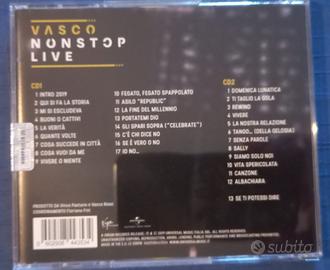 VASCO
NONSTOP
LIVE
CD1
1 INTRO 2019
2 QUI SI FA LA STORIA
3 MI SI ESCLUDEVA
4 BUONI O CATTIVI
5 LA VERITÀ
6 QUANTE VOLTE
7 COSA SUCCEDE IN CITTÀ
8 COSA VUOI DA ME
9 VIVERE O NIENTE
10 FEGATO, FEGATO SPAPPOLATO
11 ASILO "REPUBLIC"
12 LA FINE DEL MILLENNIO
13 PORTATEMI DIO
14 GLI SPARI SOPRA ("CELEBRATE")
15 C'È CHI DICE NO
16 SE È VERO O NO
17 IO NO...
CD2
1 DOMENICA LUNATICA
2 TI TAGLIO LA GOLA
3 REWIND
4 VIVERE
5 LA NOSTRA RELAZIONE
6 TANGO... (DELLA GELOSIA)
7 SENZA PAROLE
8 SALLY
9 SIAMO SOLO NOI
10 VITA SPERICOLATA
11 CANZONE
12 ALBACHIARA
13 SE TI POTESSI DIRE
PRODOTTO DA
UNIVERSAL
subito